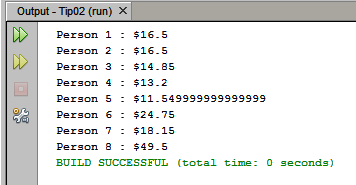 Output - Tip02 (run) ×
Person 1 : $16.5
Person 2 : $16.5
Person 3 : $14.85
Person 4 : $13.2
Person 5 : $11.549999999999999
Person 6 : $24.75
Person 7 : $18.15
Person 8 : $49.5
BUILD SUCCESSFUL (total time: 0 seconds)